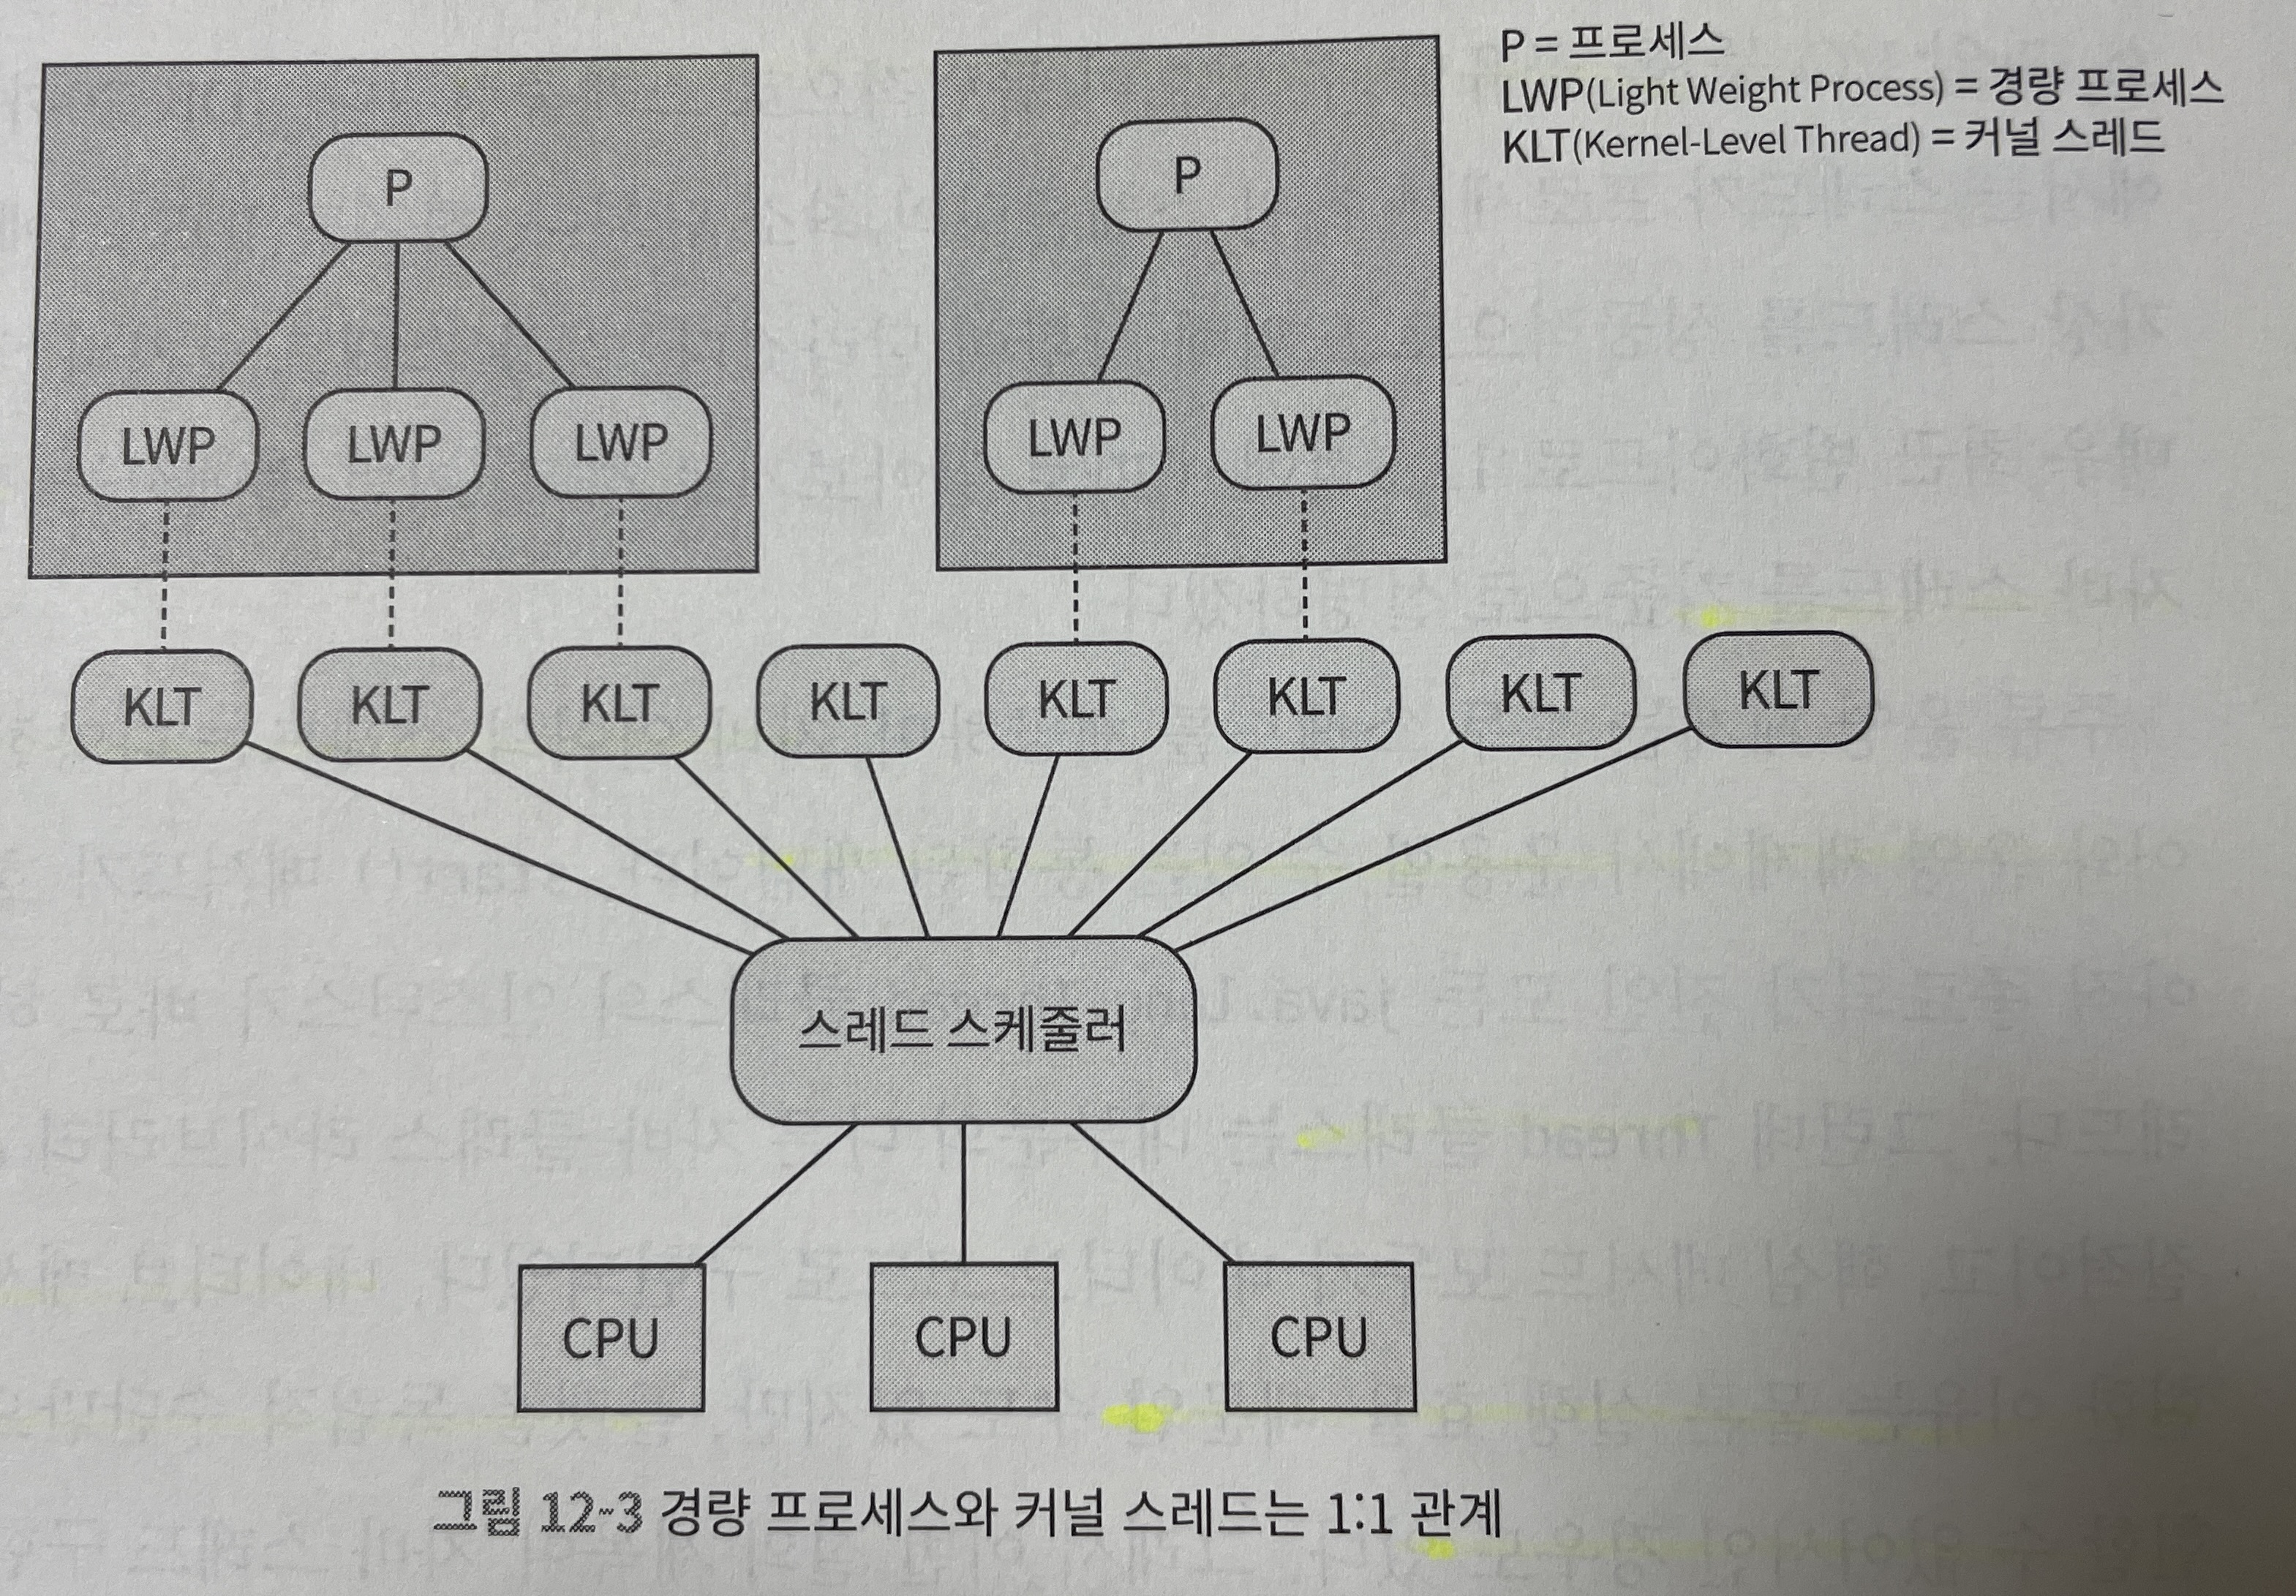 P = 프로세스
LWP(Light Weight Process) = 경량 프로세스
KLT(Kernel-Level Thread) = 커널 스레드
P P
LWP LWP LWP LWP LWP
KLT KLT KLT KLT KLT KLT KLT KLT
스레드 스케줄러
CPU CPU CPU
그림 12-3 경량 프로세스와 커널 스레드는 1:1 관계